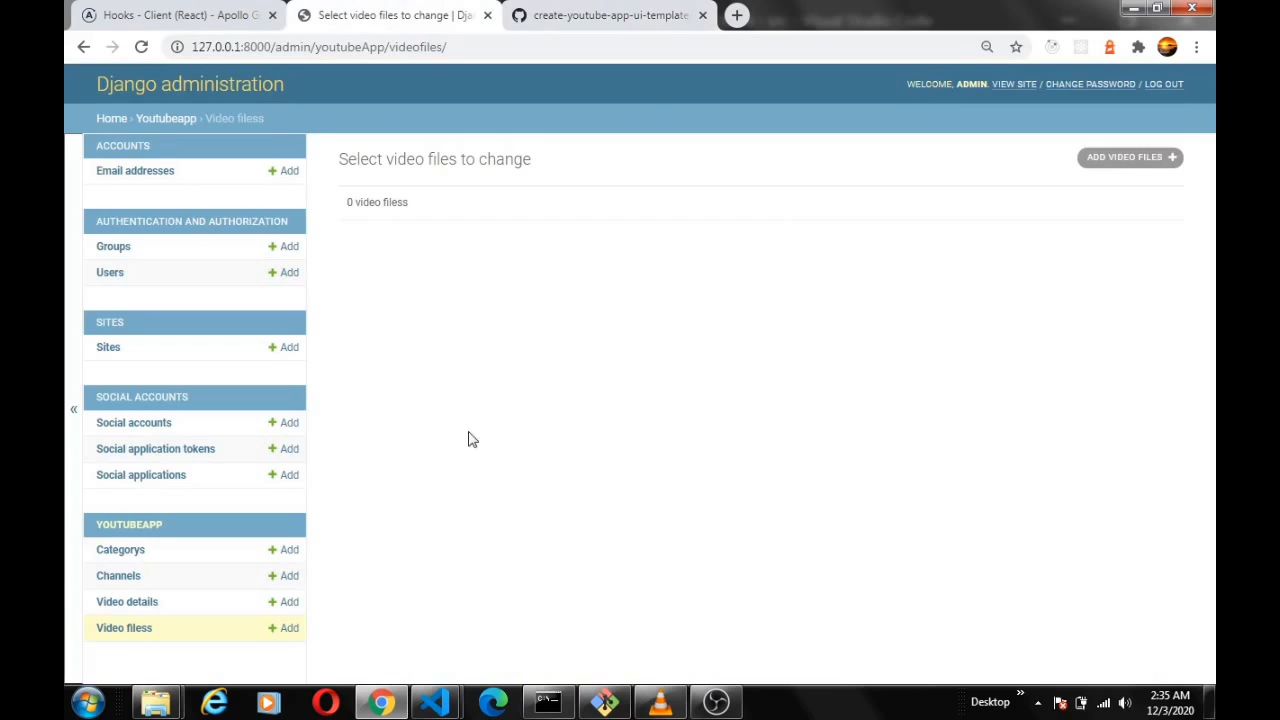 Hooks - Client (React) - Apollo G
Select video files to change | Dja
create-youtube-app-ui-template
127.0.0.1:8000/admin/youtubeApp/videofiles/
Django administration
WELCOME, ADMIN. VIEW SITE / CHANGE PASSWORD / LOG OUT
Home › Youtubeapp › Video filess
ACCOUNTS
Email addresses + Add
AUTHENTICATION AND AUTHORIZATION
Groups + Add
Users + Add
SITES
Sites + Add
SOCIAL ACCOUNTS
Social accounts + Add
Social application tokens + Add
Social applications + Add
YOUTUBEAPP
Categorys + Add
Channels + Add
Video details + Add
Video filess + Add
«
Select video files to change
ADD VIDEO FILES +
0 video filess
Desktop
2:35 AM
12/3/2020